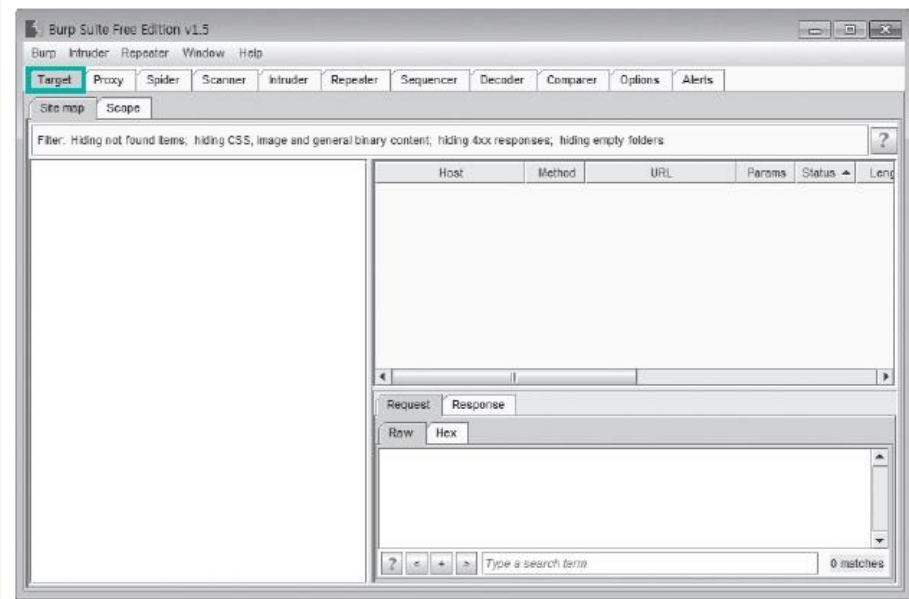 Burp Suite Free Edition v1.5
Burp Intruder Repeater Window Help
Target Proxy Spider Scanner Intruder Repeater Sequencer Decoder Comparer Options Alerts
Site map Scope
Filter: Hiding not found items; hiding CSS, image and general binary content; hiding 4xx responses; hiding empty folders
?
Host Method URL Params Status Leng
Request Response
Raw Hex
? < + > Type a search term 0 matches